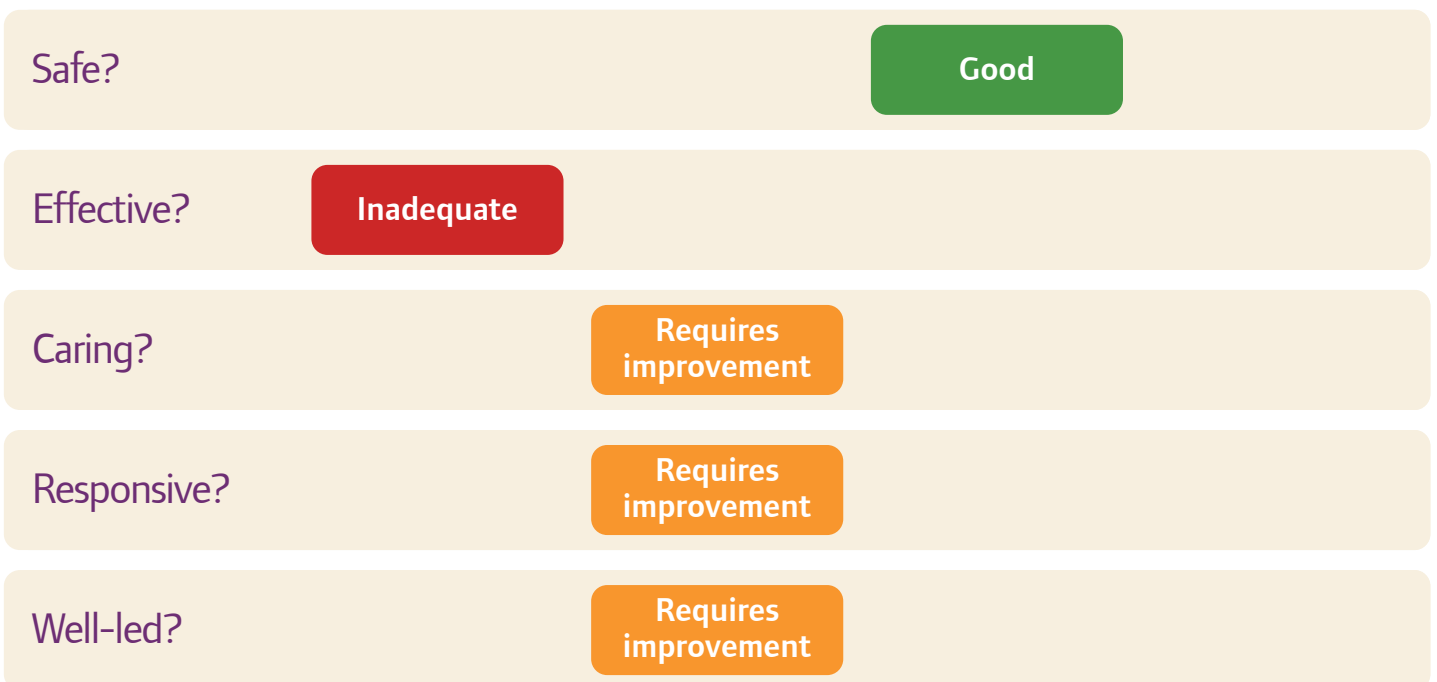 Safe?
Good
Effective?
Inadequate
Caring?
Requires
improvement
Responsive?
Requires
improvement
Well-led?
Requires
improvement